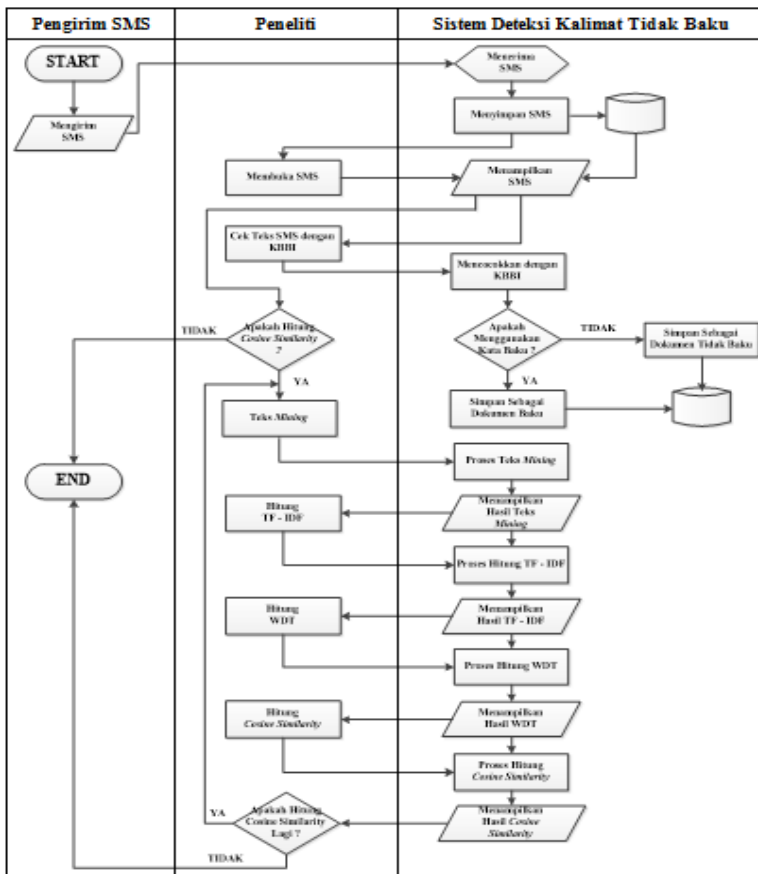 Pengirim SMS
Peneliti
Sistem Deteksi Kalimat Tidak Baku
START
Menerima
SMS
Mengirim
SMS
Menyimpan SMS
Membuka SMS
Menampilkan
SMS
Cek Teks SMS dengan
KBBI
Mencocokkan dengan
KBBI
TIDAK
Apakah Hitung
Cosine Similarity
?
Apakah
Menggunakan
Kata Baku ?
TIDAK
Simpan Sebagai
Dokumen Tidak Baku
YA
YA
Teks Mining
Simpan Sebagai
Dokumen Baku
END
Proses Teks Mining
Hitung
TF - IDF
Menampilkan
Hasil Teks
Mining
Proses Hitung TF - IDF
Hitung
WDT
Menampilkan
Hasil TF - IDF
Proses Hitung WDT
Hitung
Cosine Similarity
Menampilkan
Hasil WDT
Proses Hitung
Cosine Similarity
YA
Apakah Hitung
Cosine Similarity
Lagi ?
Menampilkan
Hasil Cosine
Similarity
TIDAK